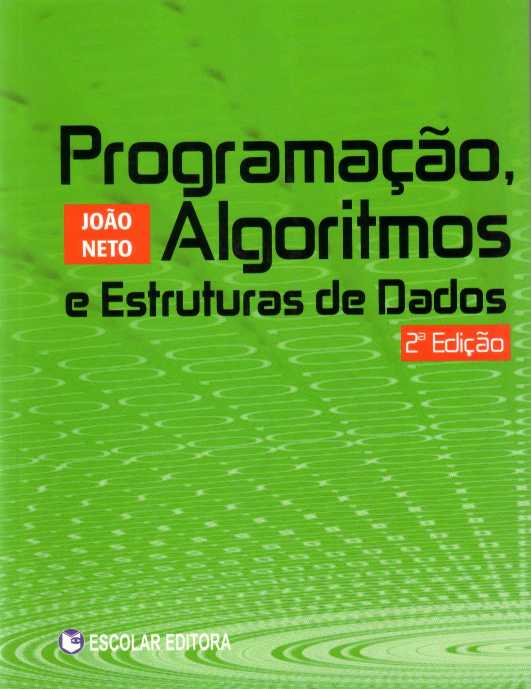 Programação,
JOÃO
NETO
Algoritmos
e Estruturas de Dados
2ª Edição
ESCOLAR EDITORA